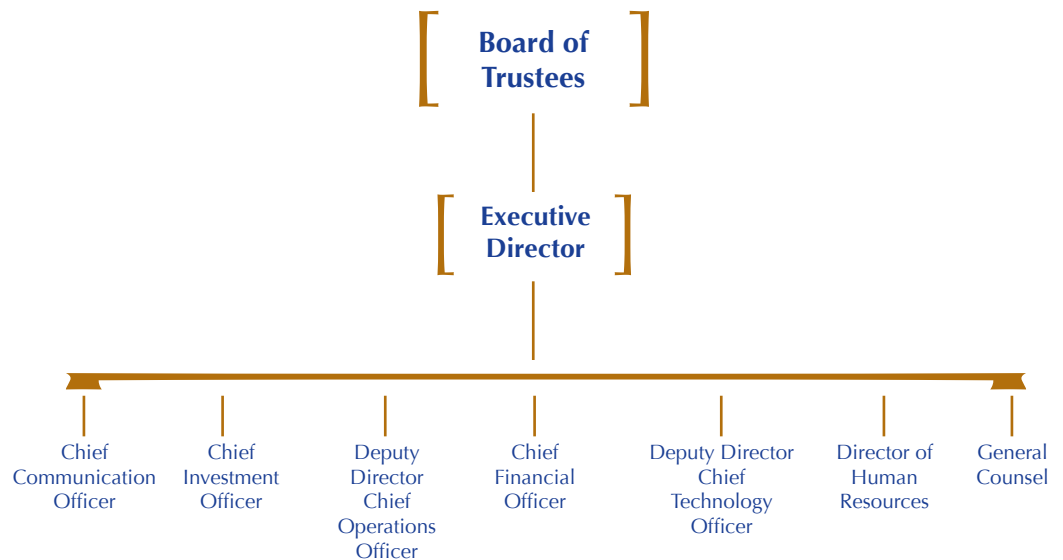 Board of
Trustees
Executive
Director
Chief
Communication
Officer
Chief
Investment
Officer
Deputy
Director
Chief
Operations
Officer
Chief
Financial
Officer
Deputy Director
Chief
Technology
Officer
Director of
Human
Resources
General
Counsel